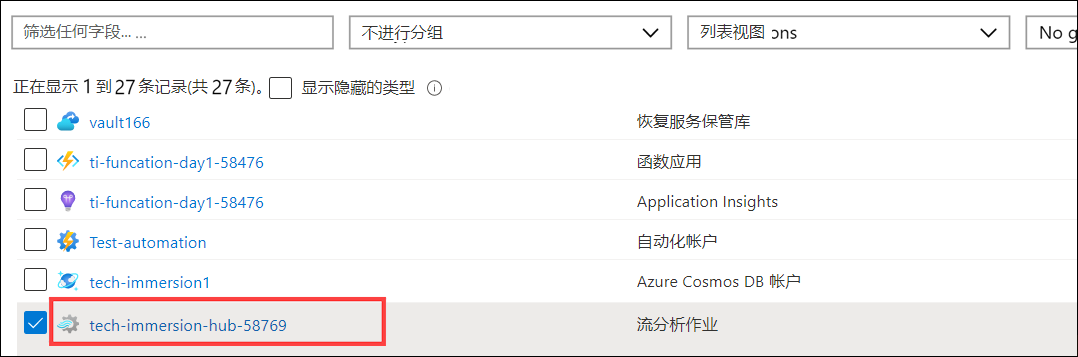 筛选任何字段... ... 不进行分组 列表视图 ons No g
正在显示 1 到 27 条记录(共 27 条)。 显示隐藏的类型
vault166 恢复服务保管库
ti-funcation-day1-58476 函数应用
ti-funcation-day1-58476 Application Insights
Test-automation 自动化帐户
tech-immersion1 Azure Cosmos DB 帐户
tech-immersion-hub-58769 流分析作业